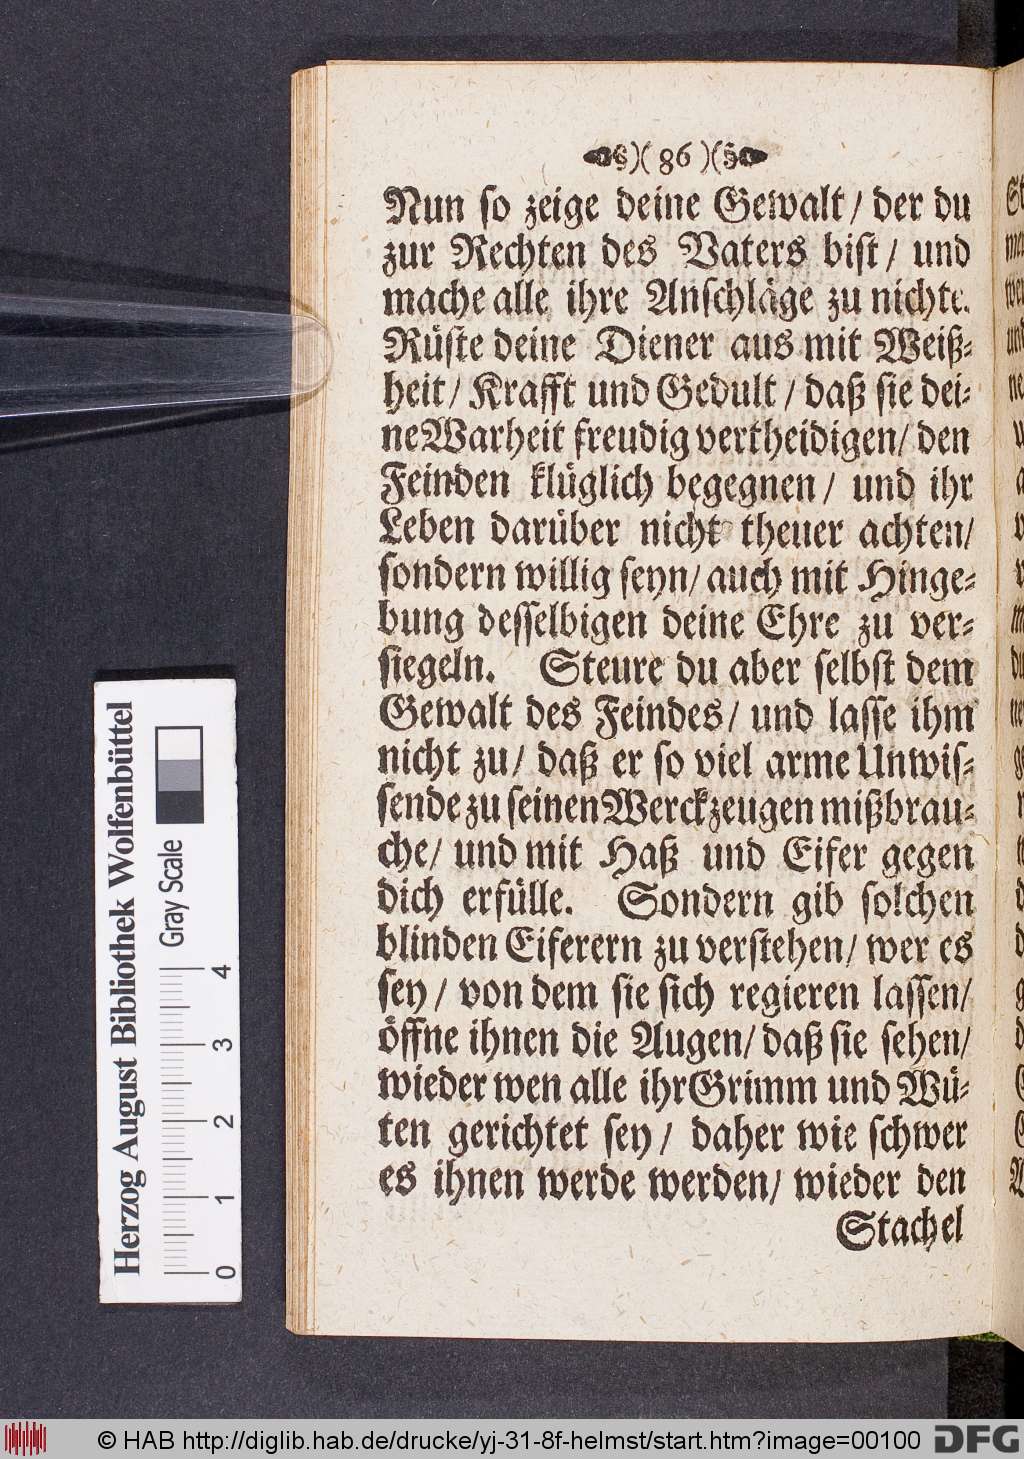 )( 86 )(
Nun so zeige deine Gewalt / der du
zur Rechten des Vaters bist / und
mache alle ihre Anschläge zu nichte.
Rüste deine Diener aus mit Weiß-
heit / Krafft und Gedult / daß sie dei-
ne Warheit freudig vertheidigen / den
Feinden klüglich begegnen / und ihr
Leben darüber nicht theuer achten /
sondern willig seyn / auch mit Hinge-
bung desselbigen deine Ehre zu ver-
siegeln. Steure du aber selbst dem
Gewalt des Feindes / und lasse ihm
nicht zu / daß er so viel arme Unwis-
sende zu seinen Werckzeugen mißbrau-
che / und mit Haß und Eifer gegen
dich erfülle. Sondern gib solchen
blinden Eiferern zu verstehen / wer es
sey / von dem sie sich regieren lassen /
öffne ihnen die Augen / daß sie sehen /
wieder wen alle ihr Grimm und Wü-
ten gerichtet sey / daher wie schwer
es ihnen werde werden / wieder den
Stachel
Herzog August Bibliothek Wolfenbüttel
Gray Scale
0 1 2 3 4
© HAB http://diglib.hab.de/drucke/yj-31-8f-helmst/start.htm?image=00100
DFG